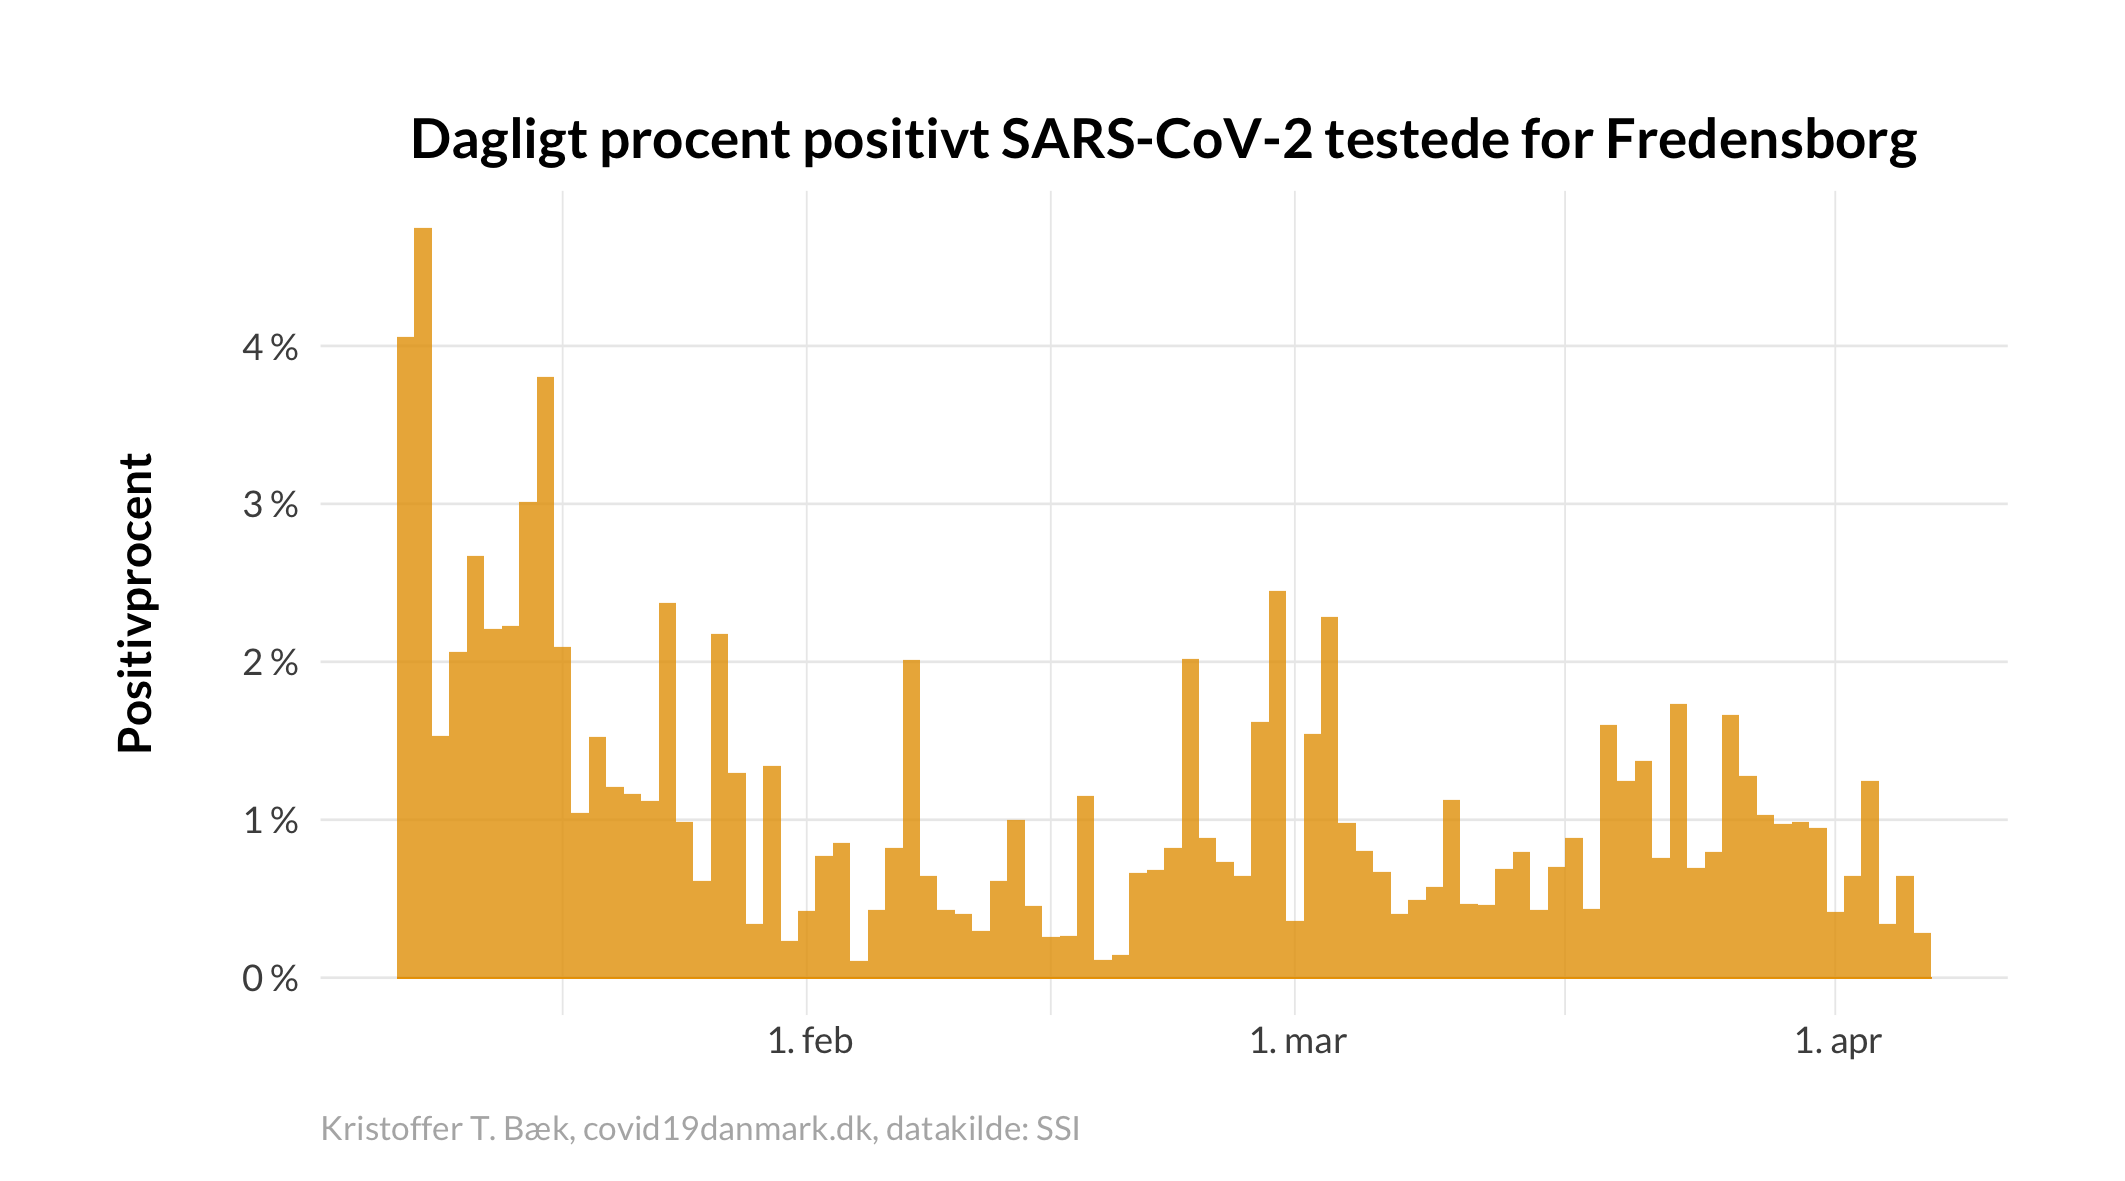 Dagligt procent positivt SARS-CoV-2 testede for Fredensborg
Positivprocent
4 %
3 %
2 %
1 %
0 %
1. feb
1. mar
1. apr
Kristoffer T. Bæk, covid19danmark.dk, datakilde: SSI